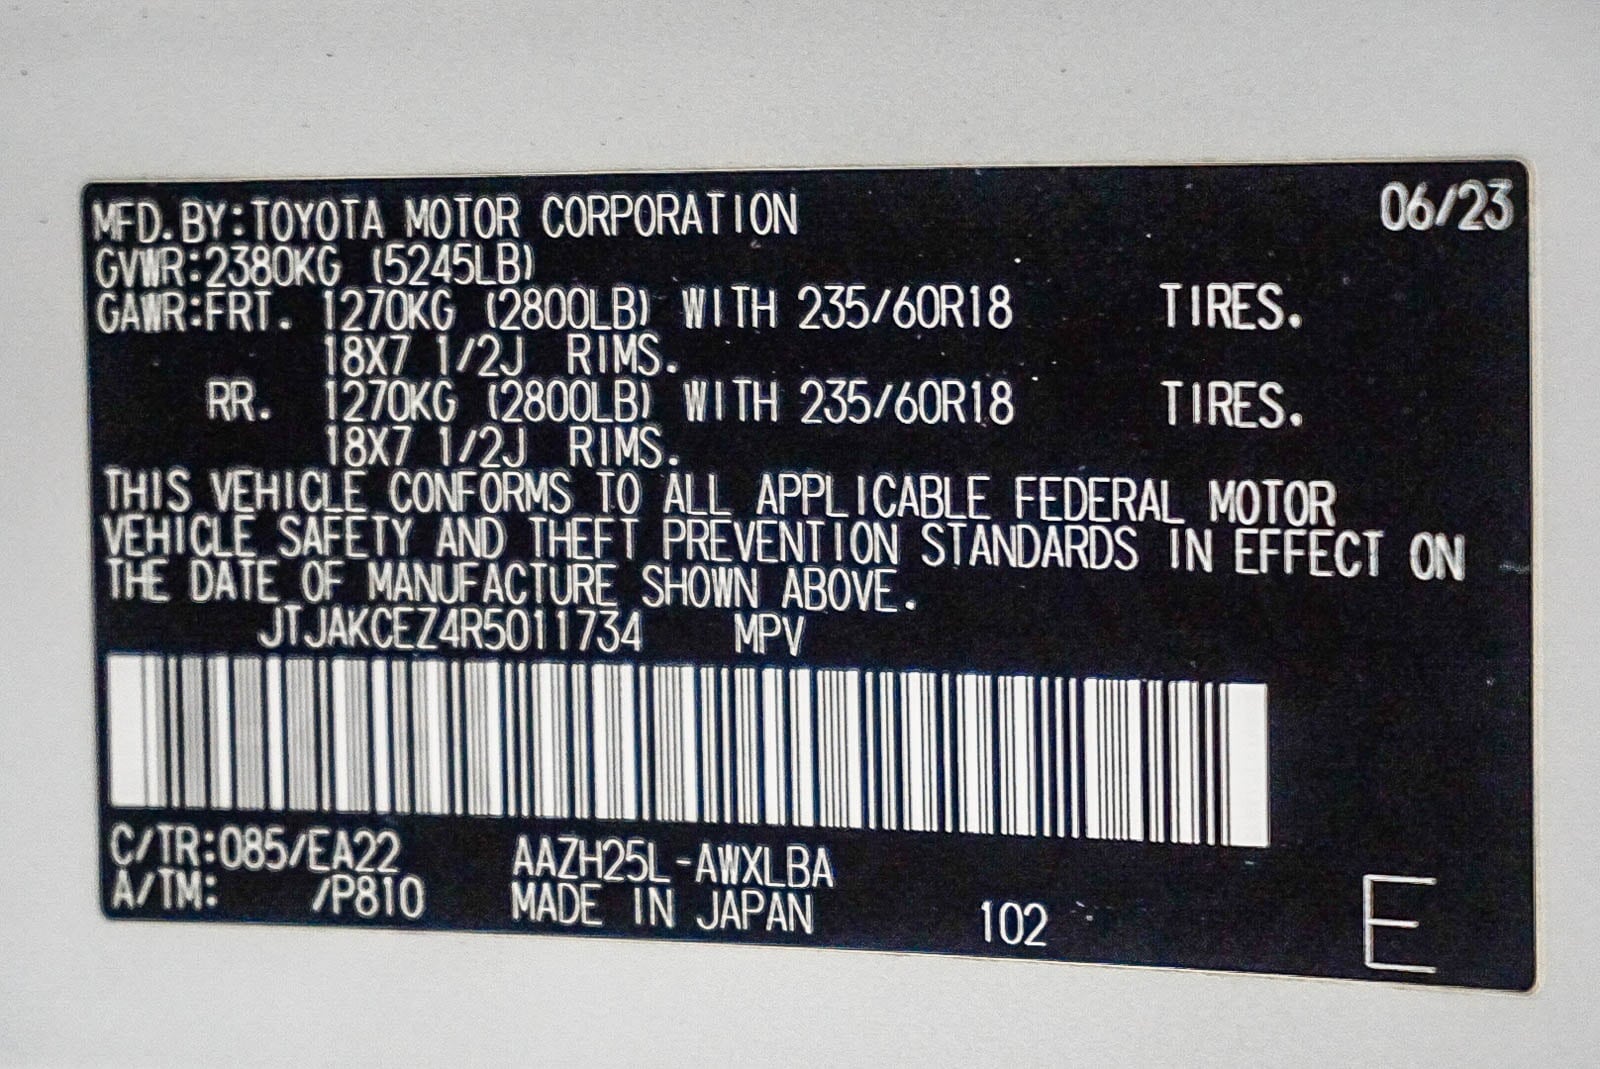 MFD.BY:TOYOTA MOTOR CORPORATION 06/23
GVWR:2380KG (5245LB)
GAWR:FRT. 1270KG (2800LB) WITH 235/60R18 TIRES.
18X7 1/2J RIMS.
RR. 1270KG (2800LB) WITH 235/60R18 TIRES.
18X7 1/2J RIMS.
THIS VEHICLE CONFORMS TO ALL APPLICABLE FEDERAL MOTOR
VEHICLE SAFETY AND THEFT PREVENTION STANDARDS IN EFFECT ON
THE DATE OF MANUFACTURE SHOWN ABOVE.
JTJAKCEZ4R5011734 MPV
C/TR:085/EA22 AAZH25L-AWXLBA
A/TM: /P810 MADE IN JAPAN 102 E